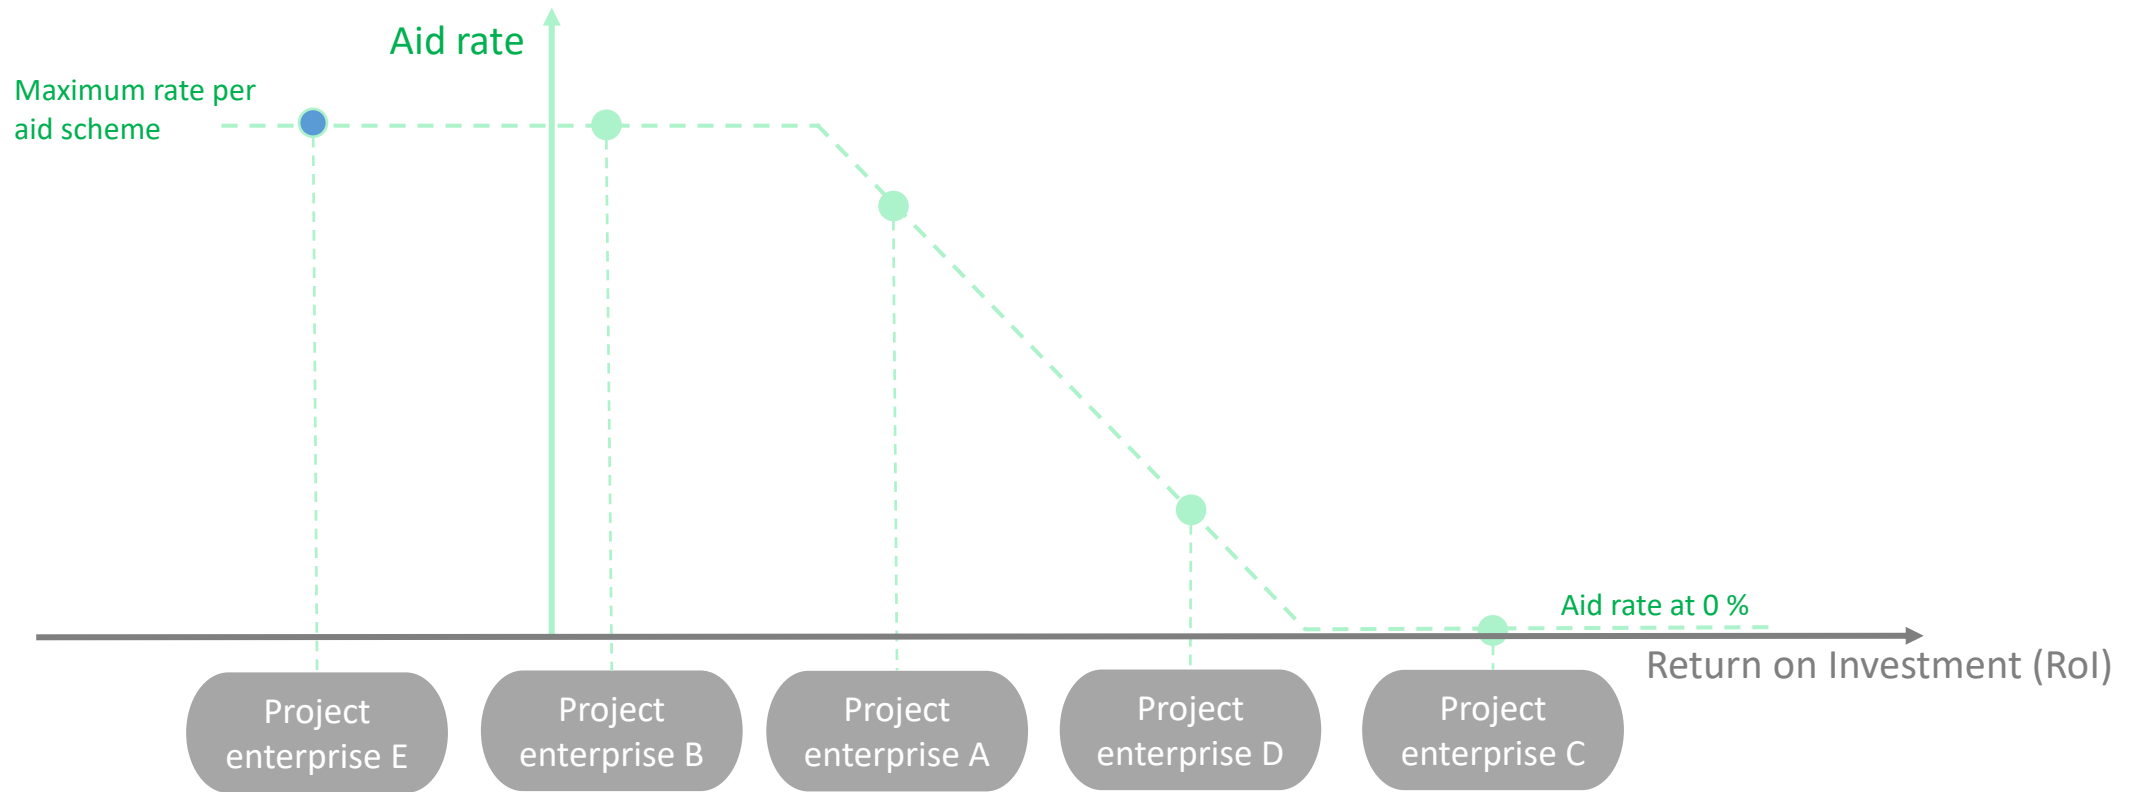 Aid rate
Maximum rate per
aid scheme
Aid rate at 0 %
Return on Investment (RoI)
Project
enterprise E
Project
enterprise B
Project
enterprise A
Project
enterprise D
Project
enterprise C